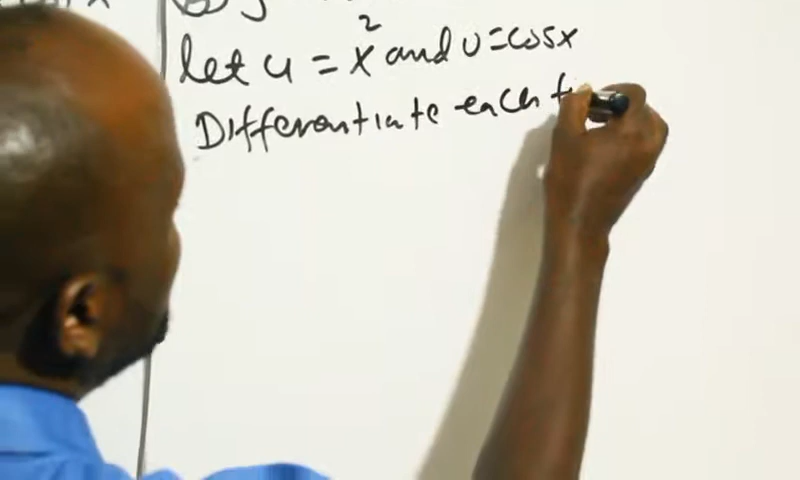 let u = x² and v = cosx
Differentiate each f